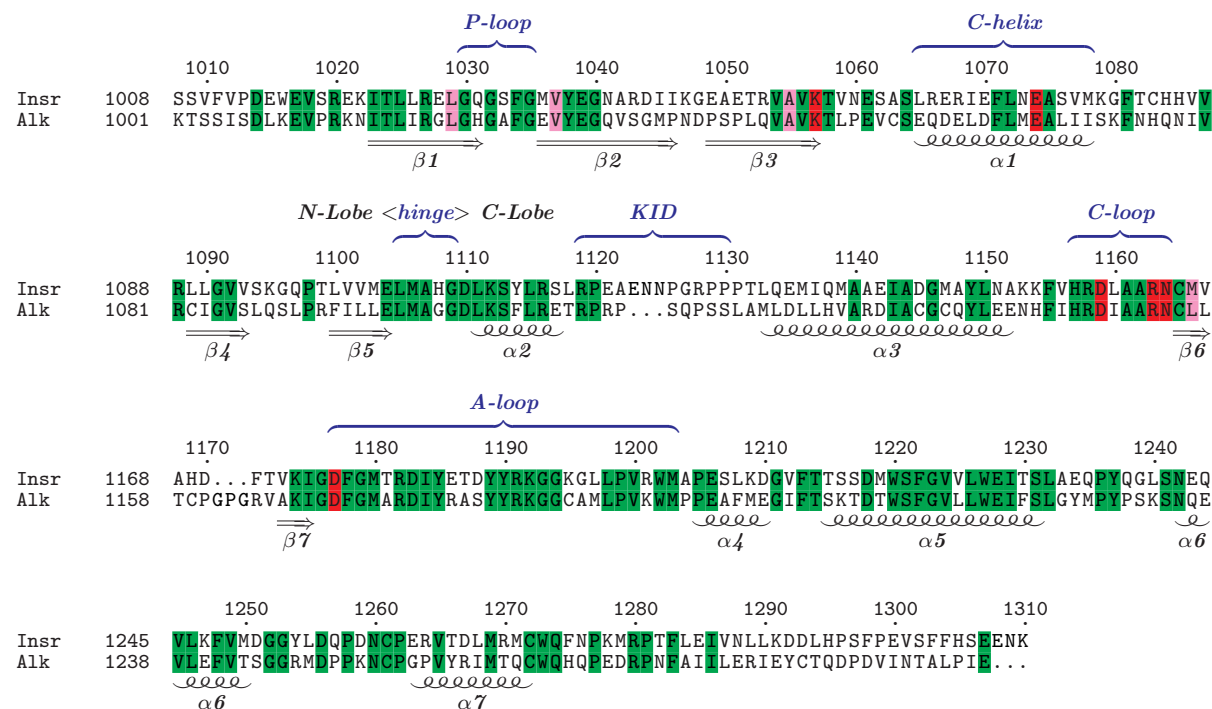 P-loop C-helix
1010 1020 1030 1040 1050 1060 1070 1080
Insr 1008 SSVFVPDEWEVSREKITLLRELGQGSFGMVYEGNARDIIKGEAETRVAVKTVNESASLRERIEFLNEASVMKGFTCHHVV
Alk 1001 KTSSISDLKEVPRKNITLIRGLGHGAFGEVYEGQVSGMPNDPSPLQVAVKTLPEVCSEQDELDFLMEALIISKFNHQNIV
β1 β2 β3 α1
N-Lobe <hinge> C-Lobe KID C-loop
1090 1100 1110 1120 1130 1140 1150 1160
Insr 1088 RLLGVVSKGQPTLVVMELMAHGDLKSYLRSLRPEAENNPGRPPPTLQEMIQMAAEIADGMAYLNAKKFVHRDLAARNCMV
Alk 1081 RCIGVSLQSLPRFILLELMAGGDLKSFLRETRPRP...SQPSSLAMLDLLHVARDIACGCQYLEENHFIHRDIAARNCLL
β4 β5 α2 α3 β6
A-loop
1170 1180 1190 1200 1210 1220 1230 1240
Insr 1168 AHD...FTVKIGDFGMTRDIYETDYYRKGGKGLLPVRWMAPESLKDGVFTTSSDMWSFGVVLWEITSLAEQPYQGLSNEQ
Alk 1158 TCPGPGRVAKIGDFGMARDIYRASYYRKGGCAMLPVKWMPPEAFMEGIFTSKTDTWSFGVLLWEIFSLGYMPYPSKSNQE
β7 α4 α5 α6
1250 1260 1270 1280 1290 1300 1310
Insr 1245 VLKFVMDGGYLDQPDNCPERVTDLMRMCWQFNPKMRPTFLEIVNLLKDDLHPSFPEVSFFHSEENK
Alk 1238 VLEFVTSGGRMDPPKNCPGPVYRIMTQCWQHQPEDRPNFAIILERIEYCTQDPDVINTALPIE...
α6 α7